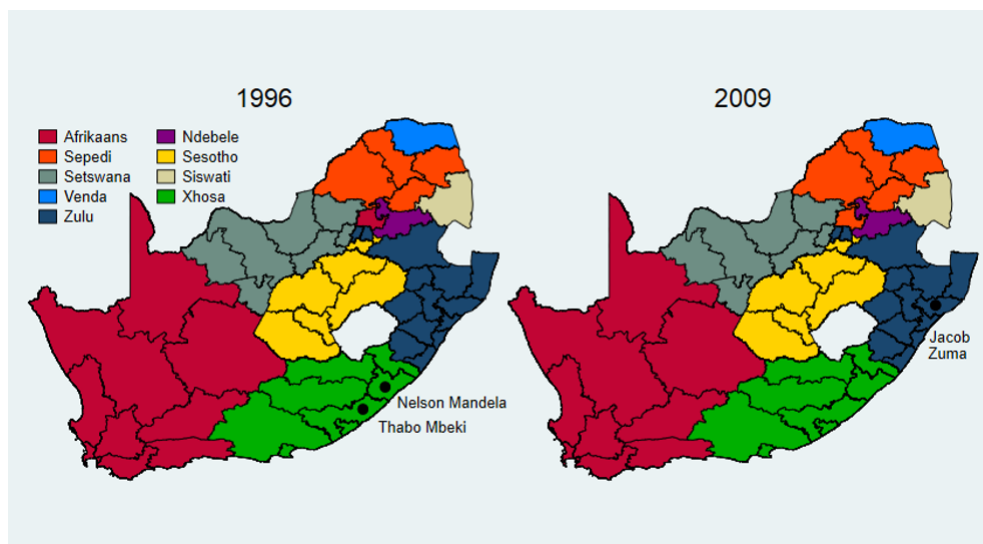 1996
2009
Afrikaans
Sepedi
Setswana
Venda
Zulu
Ndebele
Sesotho
Siswati
Xhosa
Nelson Mandela
Thabo Mbeki
Jacob
Zuma